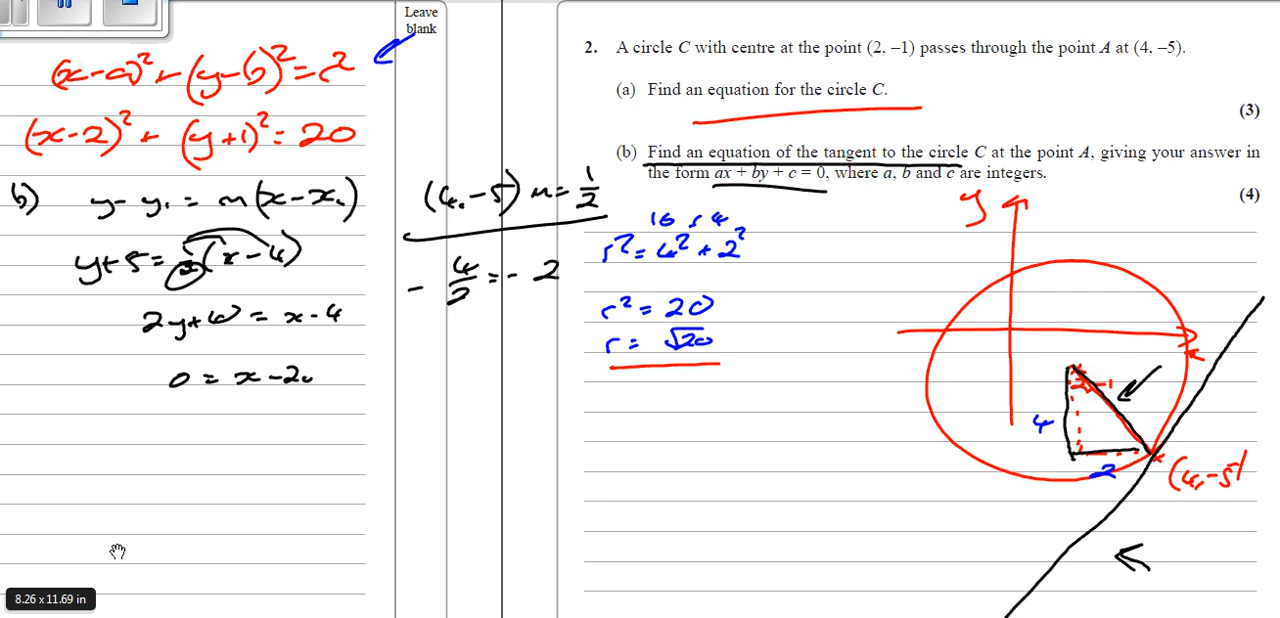 Leave
blank
(x-a)²+(y-b)²=r²
(x-2)²+(y+1)²=20
b) y-y₁=m(x-x₁)
y+5=½(x-4)
2y+10=x-4
0=x-2y
(4,-5) m=½
-4/2=-2
2. A circle C with centre at the point (2, –1) passes through the point A at (4, –5).
(a) Find an equation for the circle C.
(3)
(b) Find an equation of the tangent to the circle C at the point A, giving your answer in
the form ax + by + c = 0, where a, b and c are integers.
(4)
16 4
r²=4²+2²
r²=20
r=√20
y
x
4
2
(4,-5)
8.26 x 11.69 in